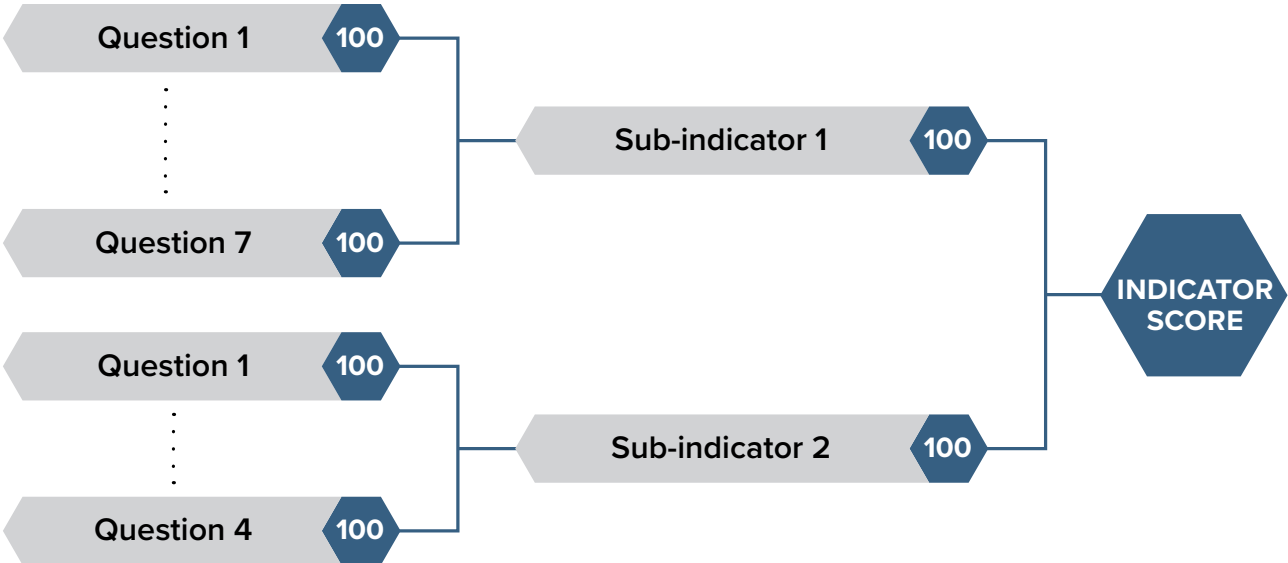 Question 1
100
Question 7
100
Sub-indicator 1
100
Question 1
100
Question 4
100
Sub-indicator 2
100
INDICATOR
SCORE